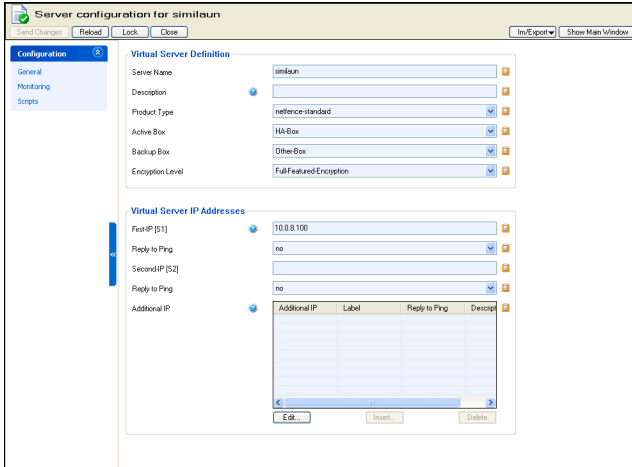 Server configuration for similaun
Send Changes Reload Lock Close Im/Export Show Main Window
Configuration
General
Monitoring
Scripts
Virtual Server Definition
Server Name similaun
Description
Product Type netfence-standard
Active Box HA-Box
Backup Box Other-Box
Encryption Level Full-Featured-Encryption
Virtual Server IP Addresses
First-IP [S1] 10.0.8.100
Reply to Ping no
Second-IP [S2]
Reply to Ping no
Additional IP
Additional IP Label Reply to Ping Descript
Edit... Insert... Delete